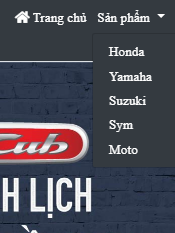 Trang chủ Sản phẩm
Honda
Yamaha
Suzuki
Sym
Moto
Cub
H LỊCH